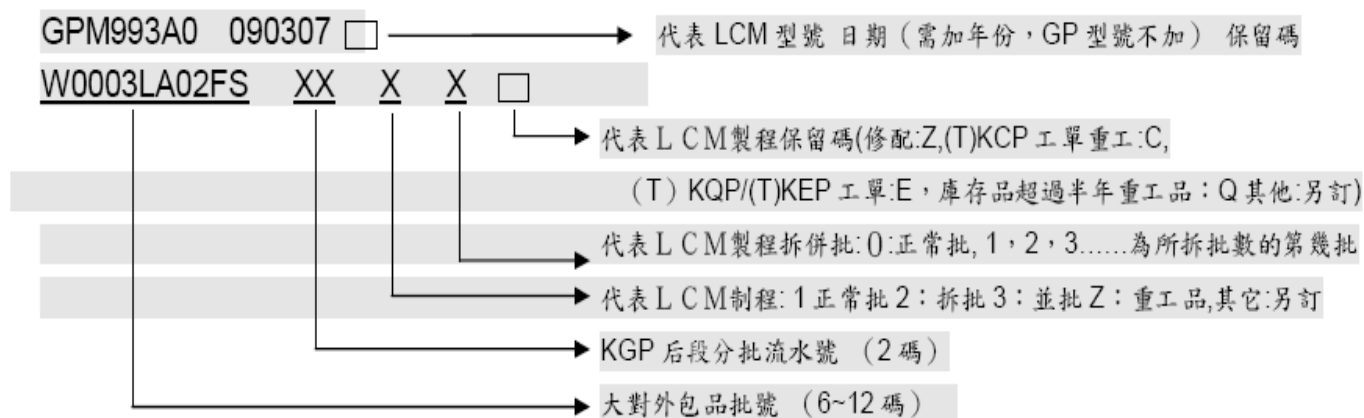 GPM993A0 090307 □ 代表 LCM 型號 日期（需加年份，GP 型號不加） 保留碼
W0003LA02FS XX X X □
代表ＬＣＭ製程保留碼(修配:Z,(T)KCP 工單重工:C,
（T）KQP/(T)KEP 工單:E，庫存品超過半年重工品：Q 其他:另訂)
代表ＬＣＭ製程拆併批:0:正常批, 1，2，3......為所拆批數的第幾批
代表ＬＣＭ制程: 1 正常批 2：拆批 3：並批 Z：重工品,其它:另訂
KGP 后段分批流水號 （2 碼）
大對外包品批號 （6~12 碼）